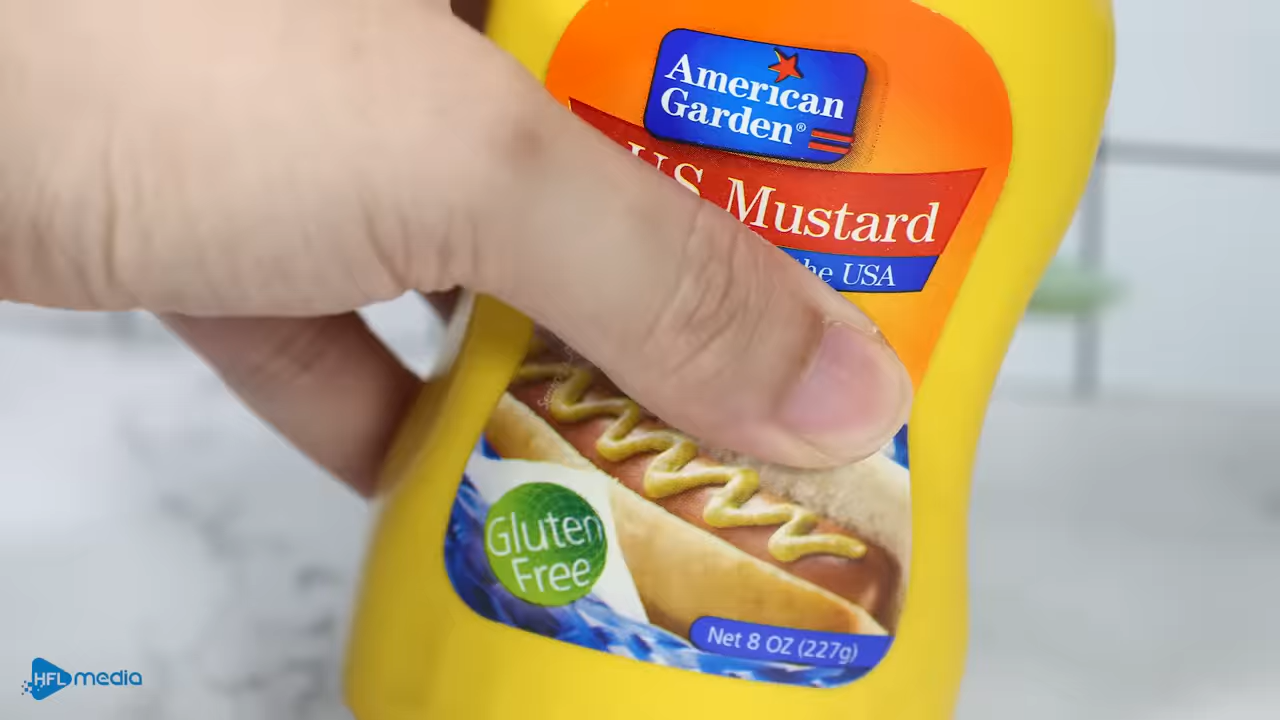 American
Garden®
U.S. Mustard
the USA
Gluten
Free
Net 8 OZ (227g)
HFL media